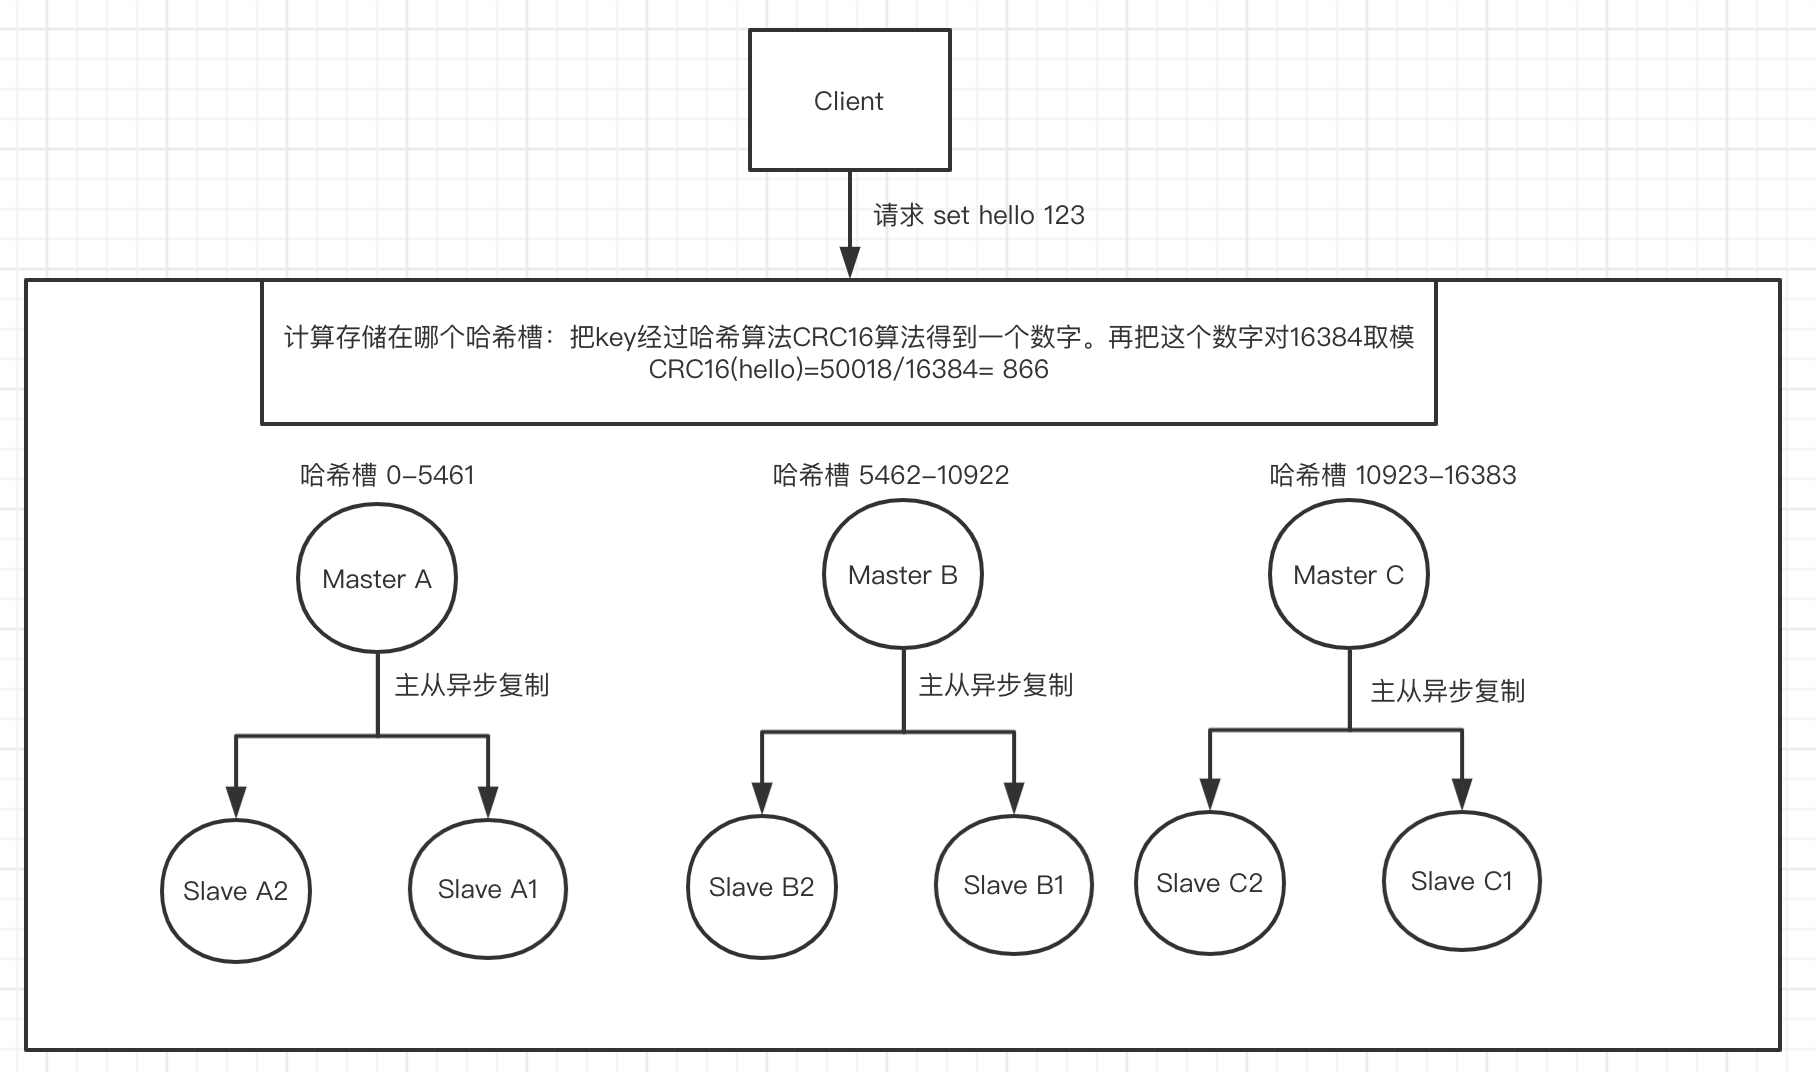 Client
请求 set hello 123
计算存储在哪个哈希槽：把key经过哈希算法CRC16算法得到一个数字。再把这个数字对16384取模
CRC16(hello)=50018/16384= 866
哈希槽 0-5461
哈希槽 5462-10922
哈希槽 10923-16383
Master A
Master B
Master C
主从异步复制
主从异步复制
主从异步复制
Slave A2
Slave A1
Slave B2
Slave B1
Slave C2
Slave C1